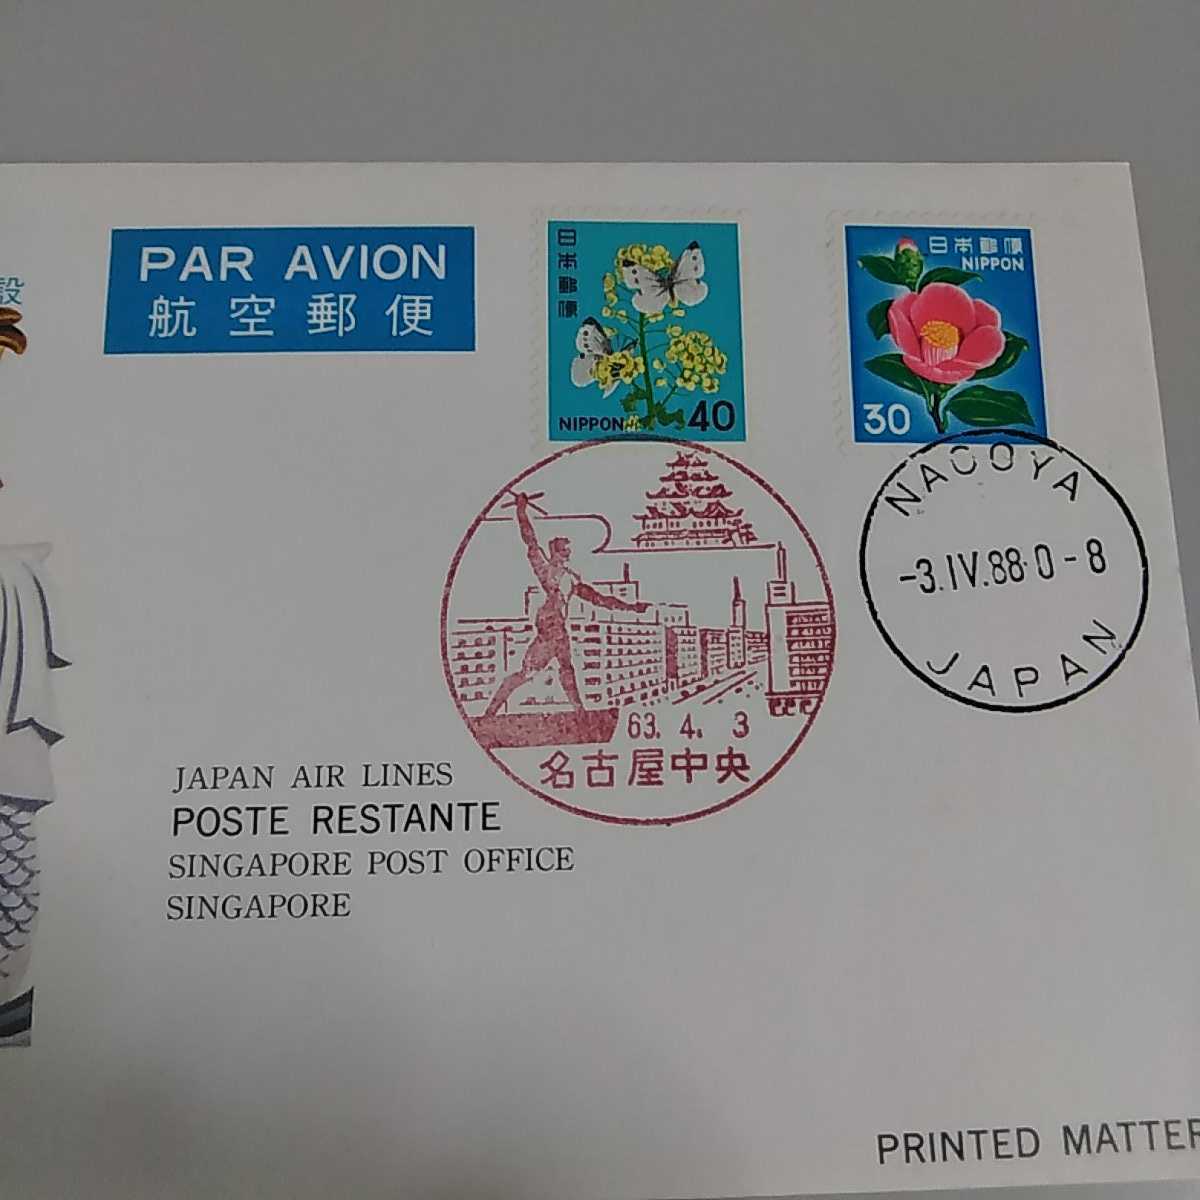 設
PAR AVION
航空郵便
日本郵便
NIPPON 40
日本郵便
NIPPON
30
NAGOYA
-3.IV.88.0-8
JAPAN
63. 4. 3
名古屋中央
JAPAN AIR LINES
POSTE RESTANTE
SINGAPORE POST OFFICE
SINGAPORE
PRINTED MATTER